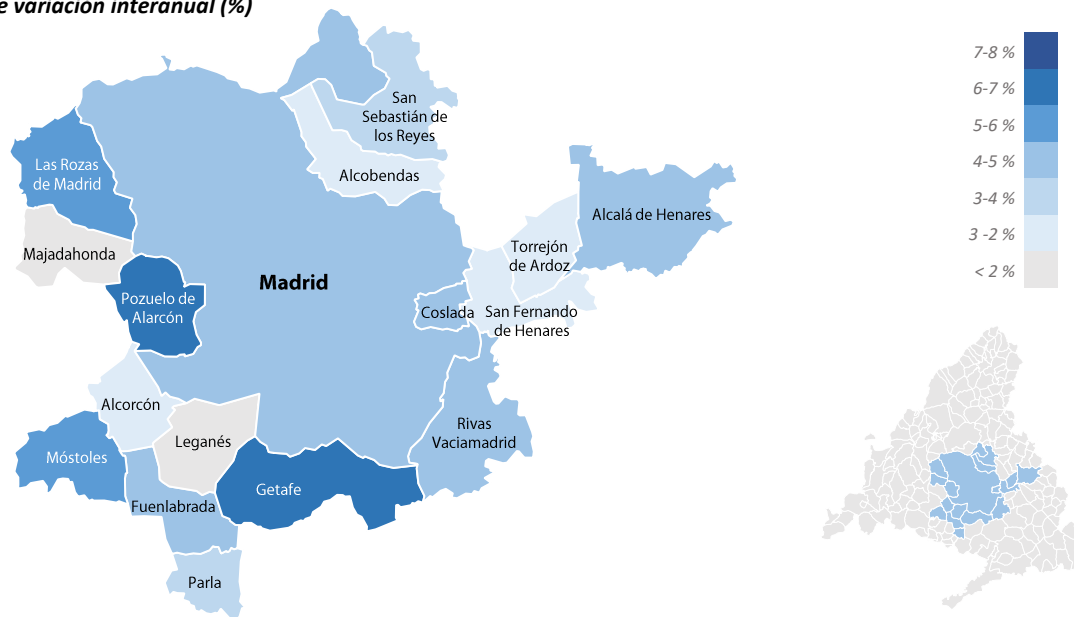 e variación interanual (%)
7-8 %
6-7 %
5-6 %
4-5 %
3-4 %
3 -2 %
< 2 %
San
Sebastián de
los Reyes
Alcobendas
Las Rozas
de Madrid
Majadahonda
Pozuelo de
Alarcón
Madrid
Alcalá de Henares
Torrejón
de Ardoz
Coslada
San Fernando
de Henares
Alcorcón
Leganés
Móstoles
Getafe
Fuenlabrada
Rivas
Vaciamadrid
Parla